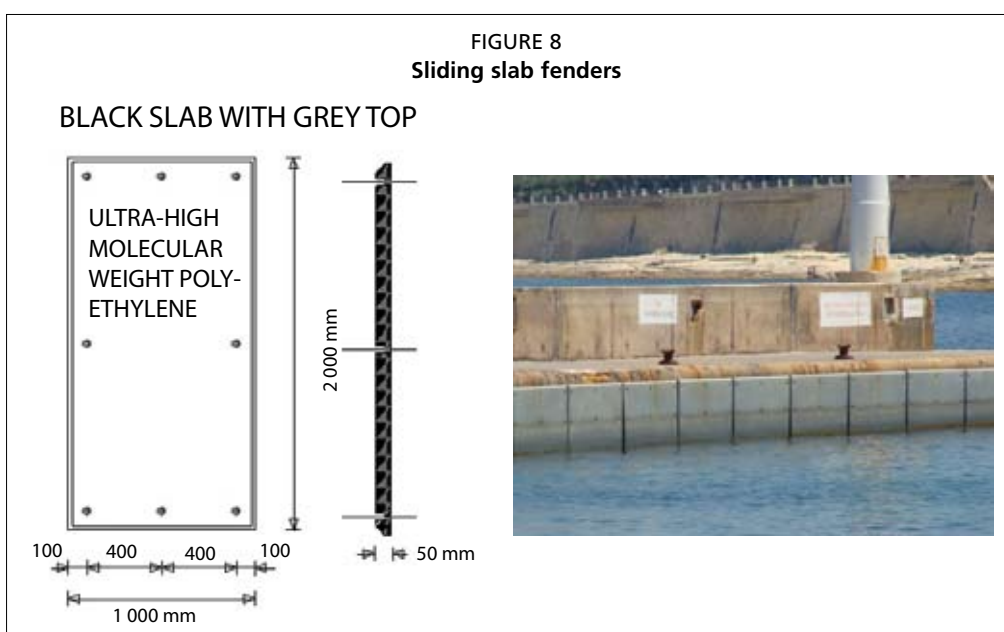 FIGURE 8
Sliding slab fenders
BLACK SLAB WITH GREY TOP
ULTRA-HIGH
MOLECULAR
WEIGHT POLY-
ETHYLENE
2 000 mm
100
400
400
100
50 mm
1 000 mm